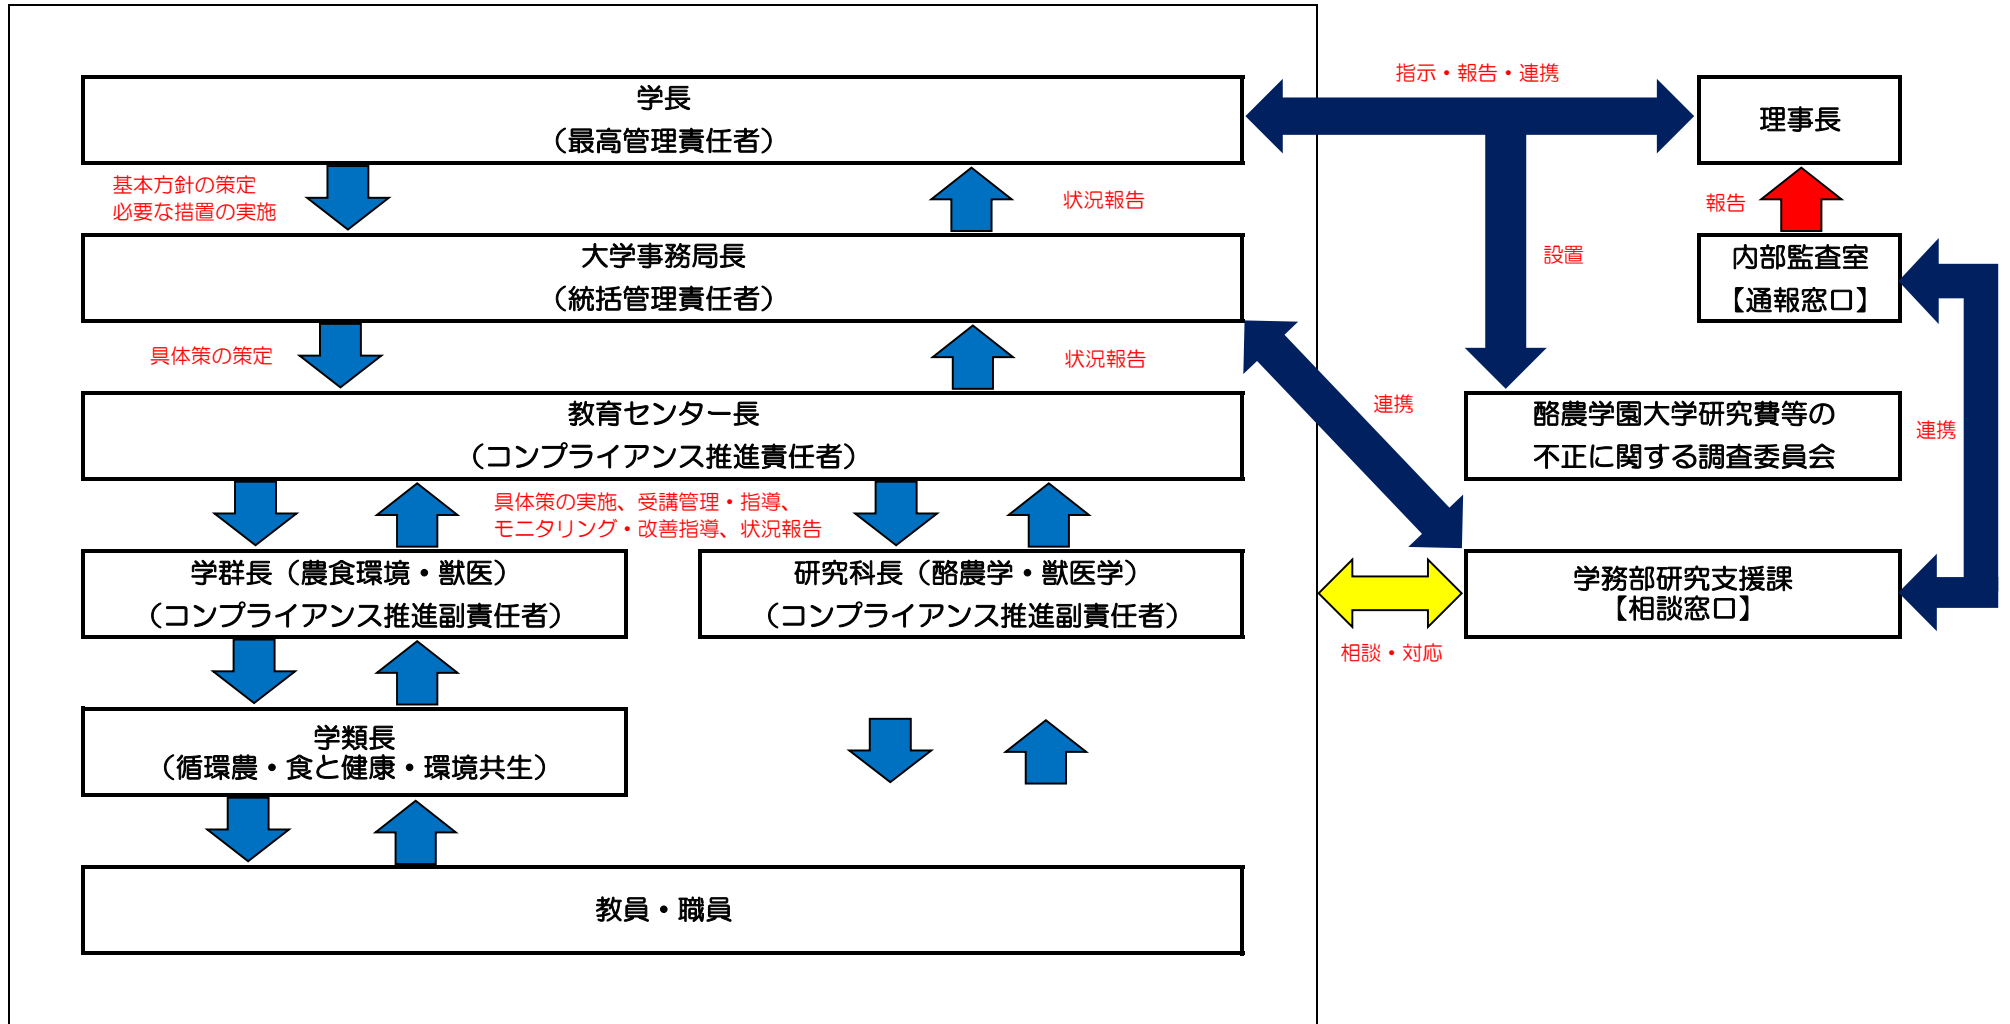 学長
（最高管理責任者）
指示・報告・連携
理事長
基本方針の策定
必要な措置の実施
状況報告
報告
設置
大学事務局長
（統括管理責任者）
内部監査室
【通報窓口】
具体策の策定
状況報告
連携
連携
教育センター長
（コンプライアンス推進責任者）
酪農学園大学研究費等の
不正に関する調査委員会
具体策の実施、受講管理・指導、
モニタリング・改善指導、状況報告
学群長（農食環境・獣医）
（コンプライアンス推進副責任者）
研究科長（酪農学・獣医学）
（コンプライアンス推進副責任者）
学務部研究支援課
【相談窓口】
相談・対応
学類長
（循環農・食と健康・環境共生）
教員・職員